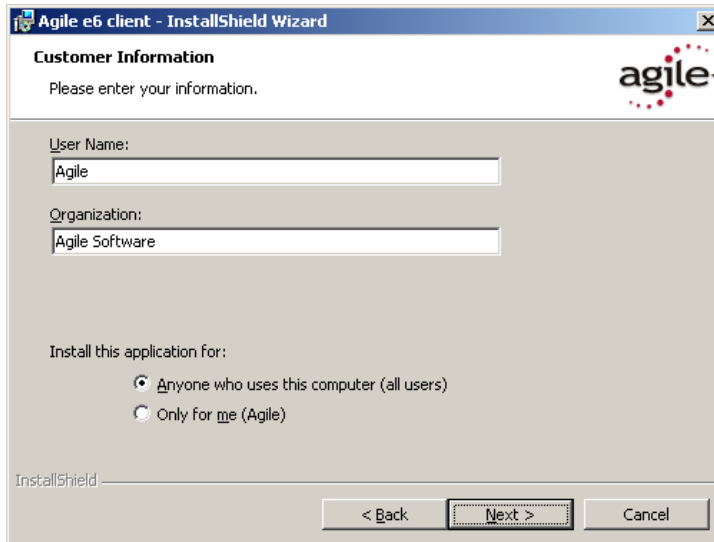 Agile e6 client - InstallShield Wizard
Customer Information
Please enter your information.
agile
User Name:
Agile
Organization:
Agile Software
Install this application for:
Anyone who uses this computer (all users)
Only for me (Agile)
InstallShield
< Back
Next >
Cancel